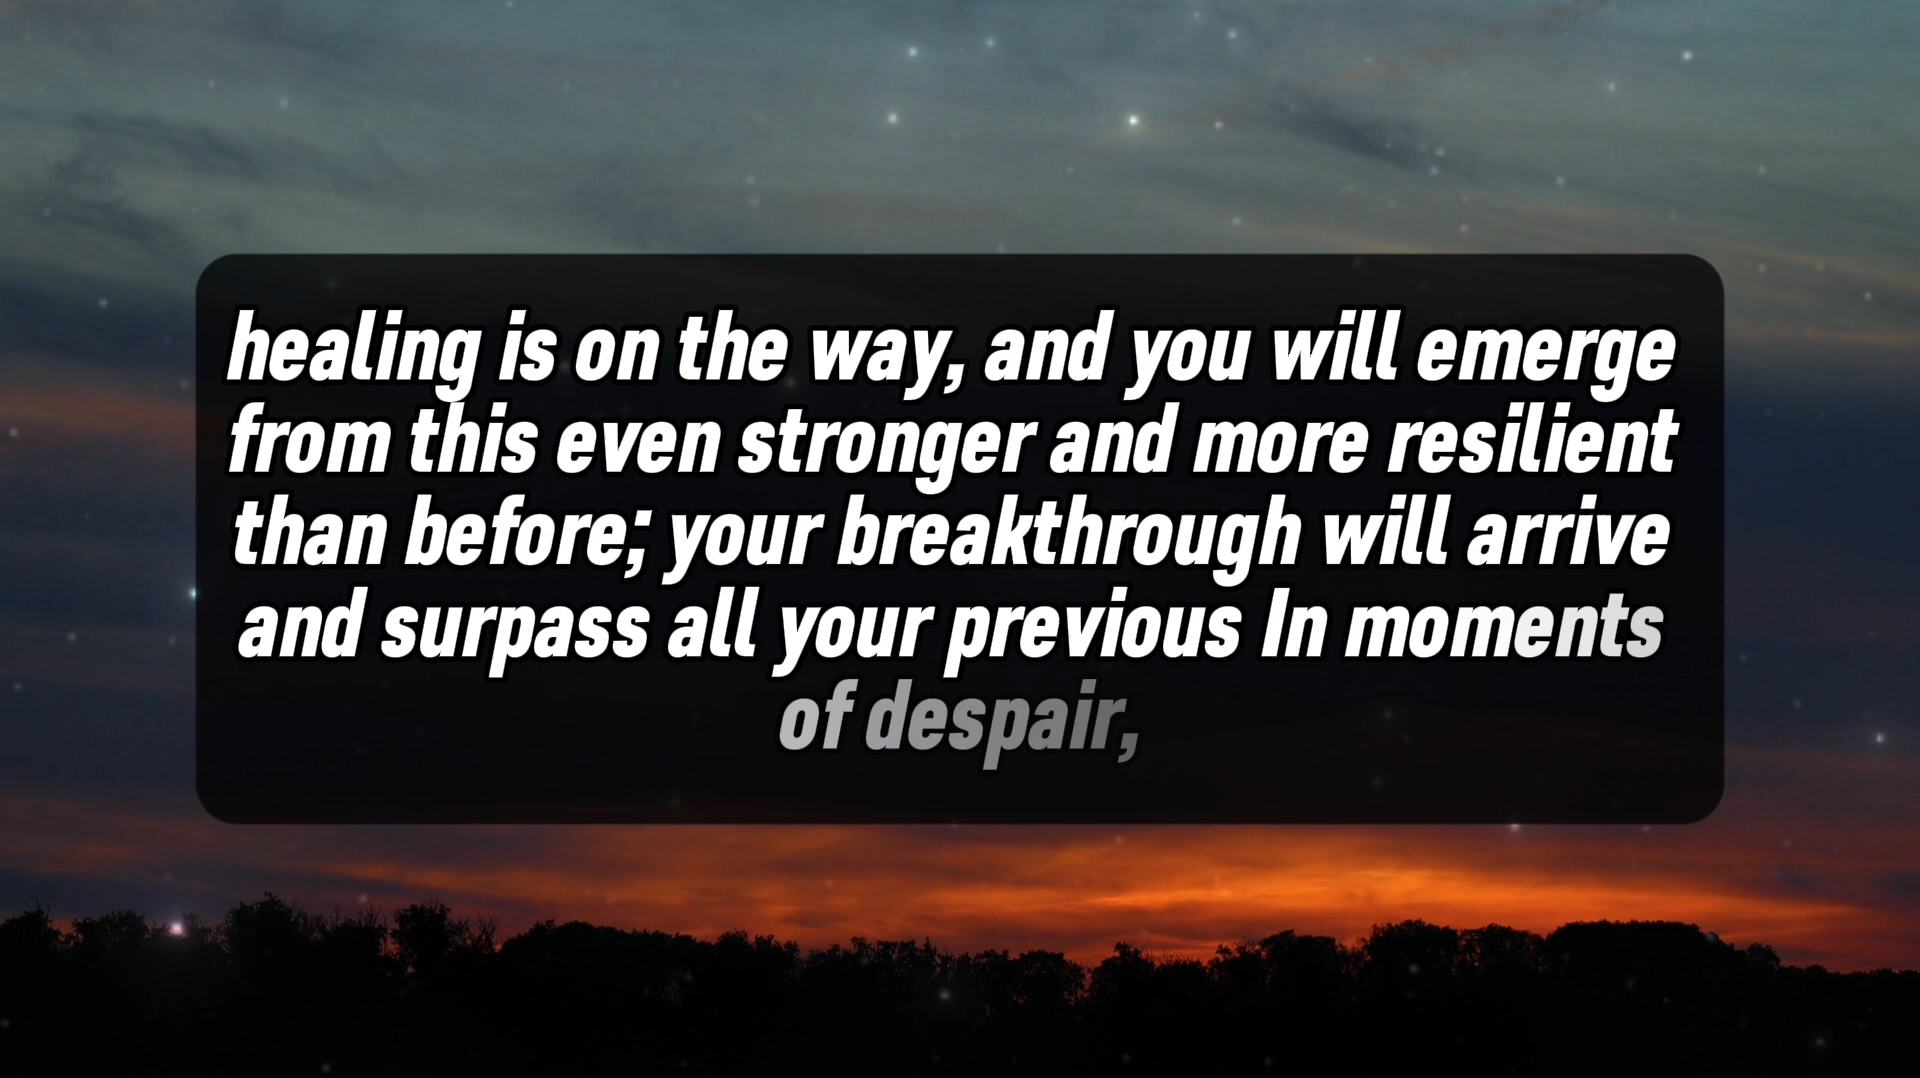 healing is on the way, and you will emerge
from this even stronger and more resilient
than before; your breakthrough will arrive
and surpass all your previous In moments
of despair,